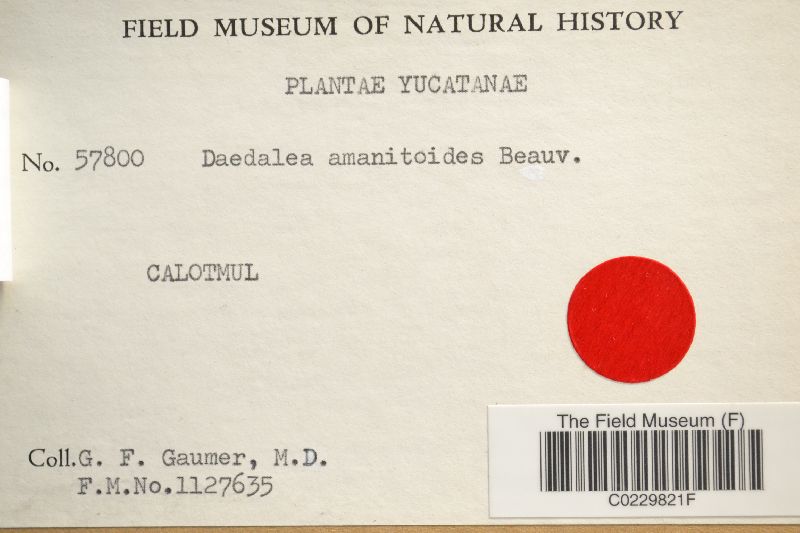 FIELD MUSEUM OF NATURAL HISTORY
PLANTAE YUCATANAE
No. 57800 Daedalea amanitoides Beauv.
CALOTMUL
Coll. G. F. Gaumer, M.D.
F.M.No.1127635
The Field Museum (F)
C0229821F